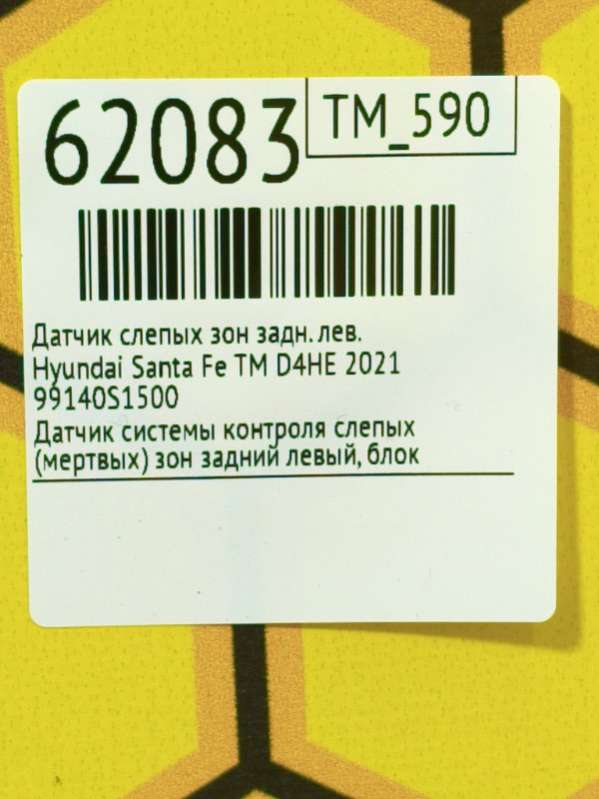 62083
TM_590
Датчик слепых зон задн. лев.
Hyundai Santa Fe TM D4HE 2021
99140S1500
Датчик системы контроля слепых
(мертвых) зон задний левый, блок